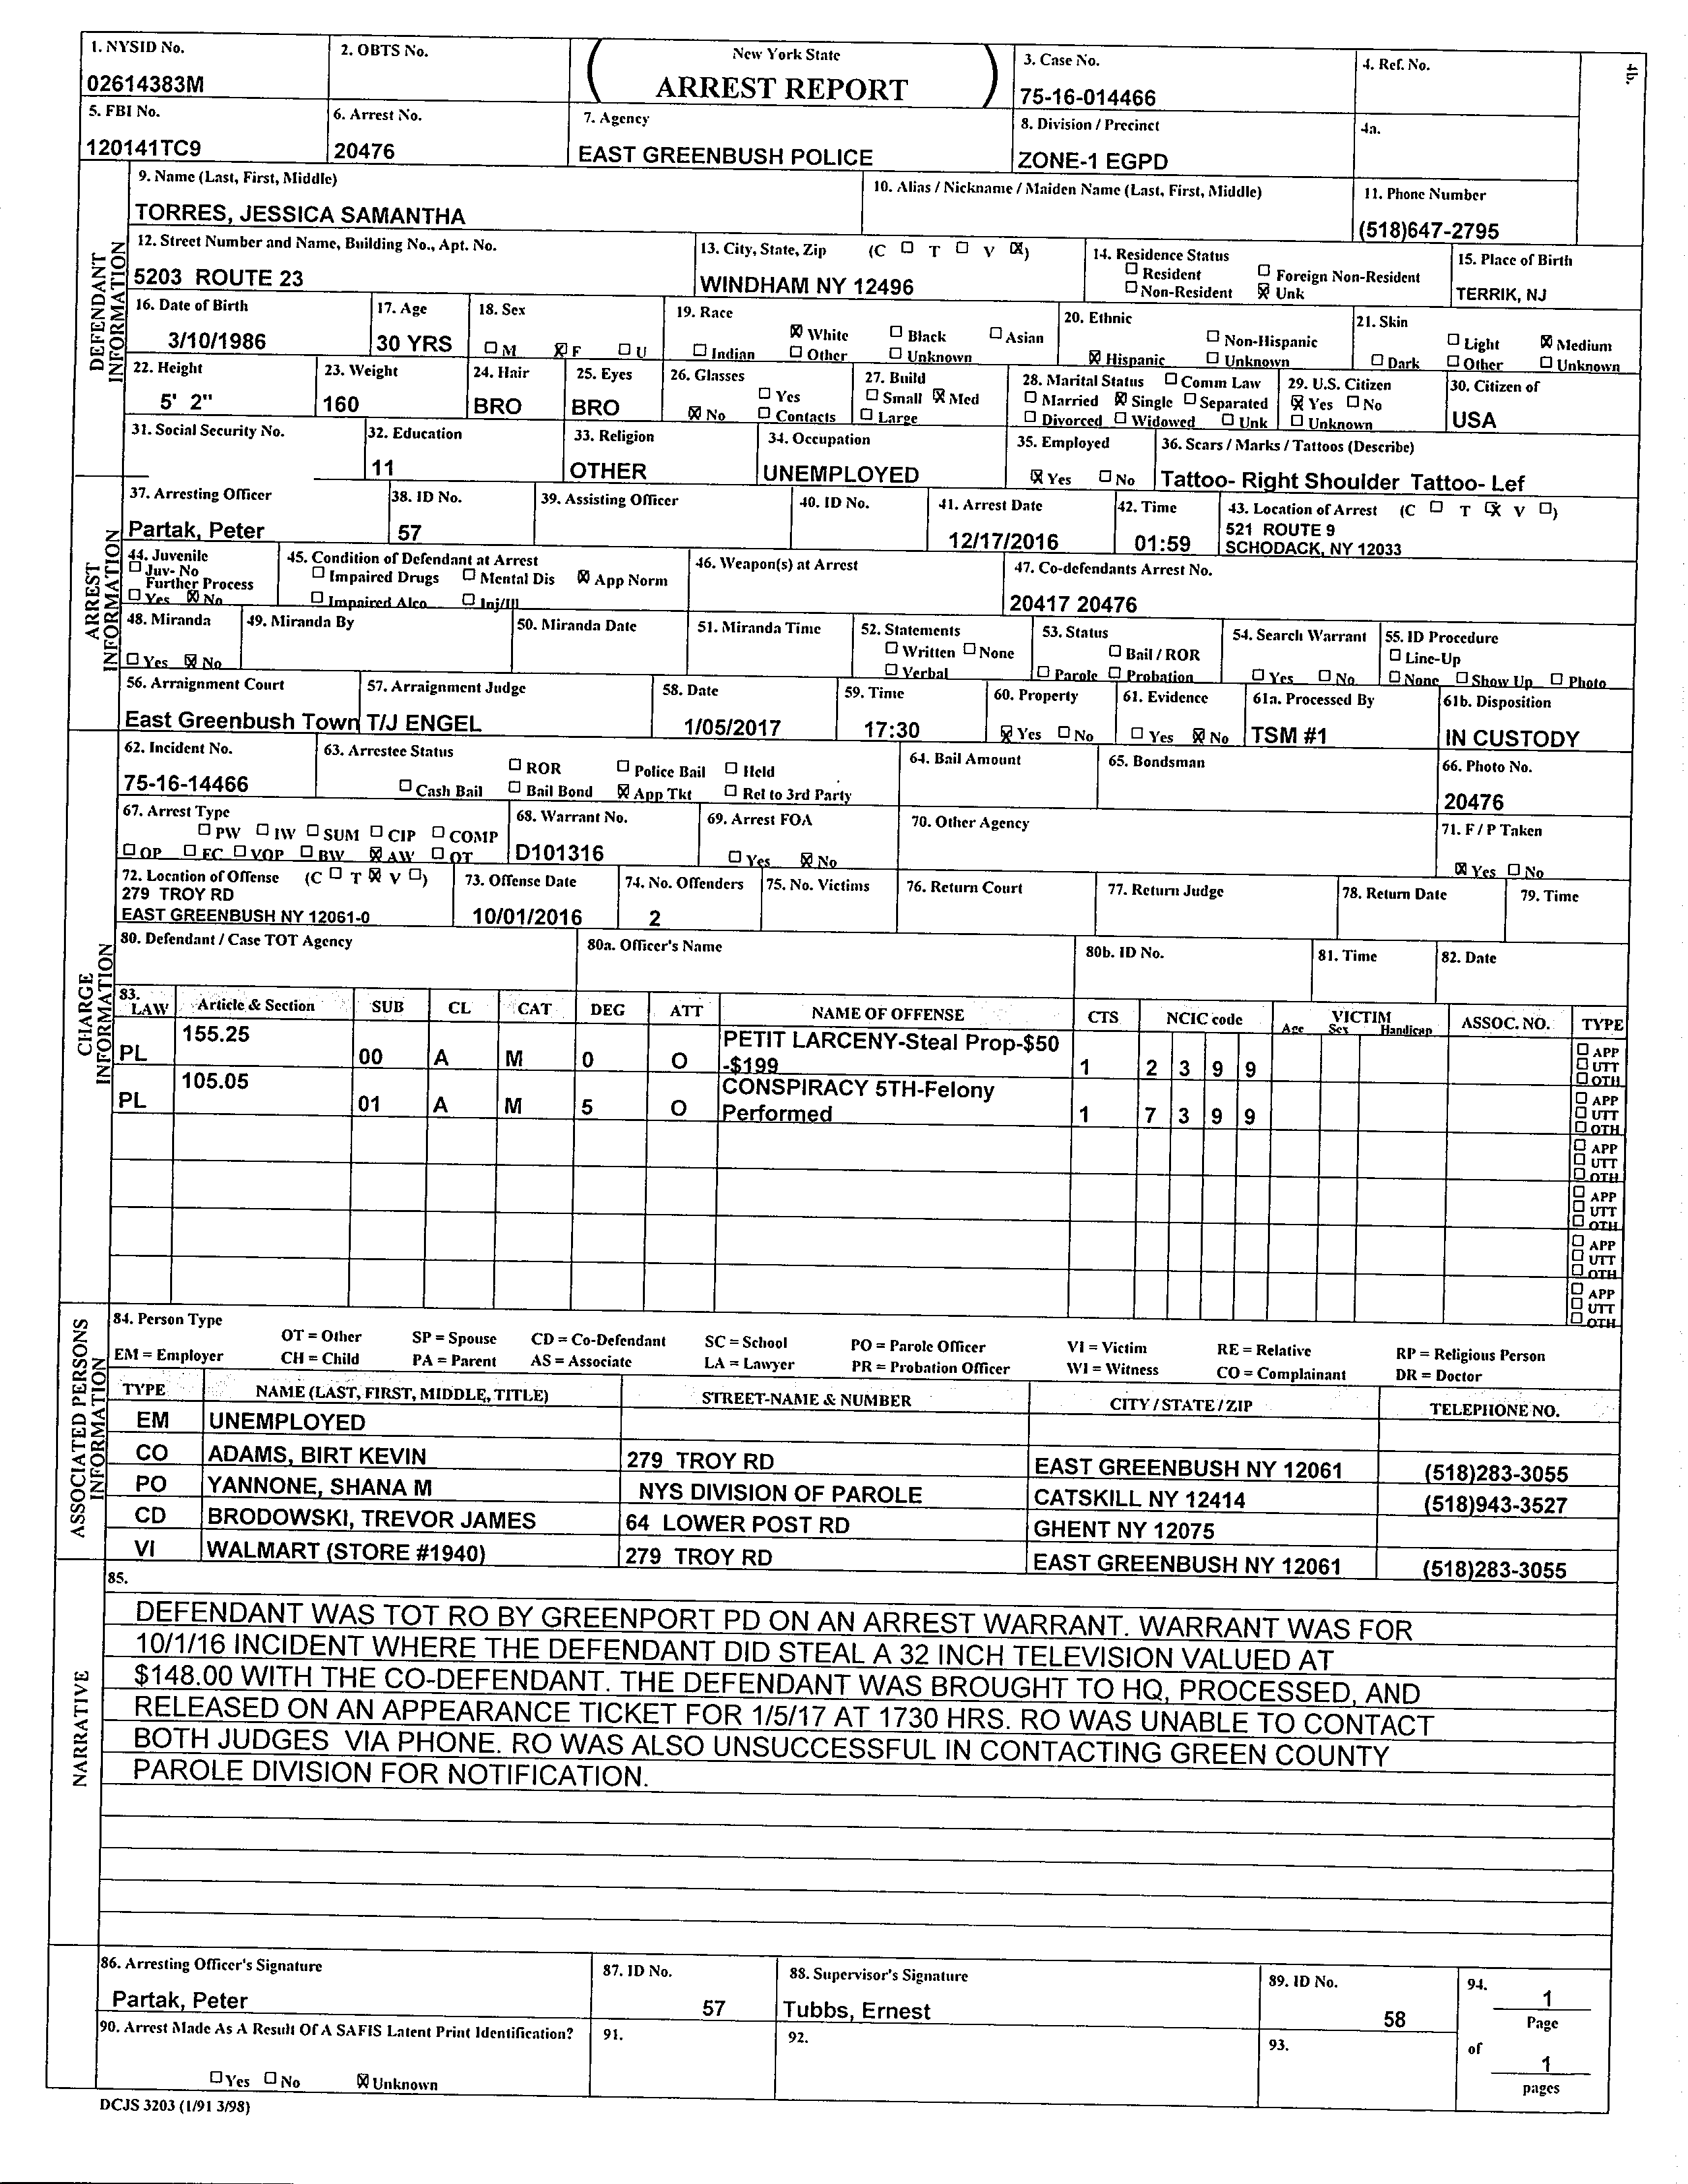 1. NYSID No.
02614383M
2. OBTS No.
New York State
ARREST REPORT
3. Case No.
75-16-014466
4. Ref. No.
4b.
5. FBI No.
120141TC9
6. Arrest No.
20476
7. Agency
EAST GREENBUSH POLICE
8. Division / Precinct
ZONE-1 EGPD
4a.
DEFENDANT INFORMATION
9. Name (Last, First, Middle)
TORRES, JESSICA SAMANTHA
10. Alias / Nickname / Maiden Name (Last, First, Middle)
11. Phone Number
(518)647-2795
12. Street Number and Name, Building No., Apt. No.
5203 ROUTE 23
13. City, State, Zip (C ☐ T ☐ V ☒)
WINDHAM NY 12496
14. Residence Status
☐ Resident ☐ Foreign Non-Resident
☐ Non-Resident ☒ Unk
15. Place of Birth
TERRIK, NJ
16. Date of Birth
3/10/1986
17. Age
30 YRS
18. Sex
☐ M ☒ F ☐ U
19. Race
☒ White ☐ Black ☐ Asian
☐ Indian ☐ Other ☐ Unknown
20. Ethnic
☐ Non-Hispanic
☒ Hispanic ☐ Unknown
21. Skin
☐ Light ☒ Medium
☐ Dark ☐ Other ☐ Unknown
22. Height
5' 2"
23. Weight
160
24. Hair
BRO
25. Eyes
BRO
26. Glasses
☐ Yes
☒ No ☐ Contacts
27. Build
☐ Small ☒ Med
☐ Large
28. Marital Status ☐ Comm Law
☐ Married ☒ Single ☐ Separated
☐ Divorced ☐ Widowed ☐ Unk
29. U.S. Citizen
☒ Yes ☐ No
☐ Unknown
30. Citizen of
USA
31. Social Security No.
32. Education
11
33. Religion
OTHER
34. Occupation
UNEMPLOYED
35. Employed
☒ Yes ☐ No
36. Scars / Marks / Tattoos (Describe)
Tattoo- Right Shoulder Tattoo- Lef
ARREST INFORMATION
37. Arresting Officer
Partak, Peter
38. ID No.
57
39. Assisting Officer
40. ID No.
41. Arrest Date
12/17/2016
42. Time
01:59
43. Location of Arrest (C ☐ T ☒ V ☐)
521 ROUTE 9
SCHODACK, NY 12033
44. Juvenile
☐ Juv- No
Further Process
☐ Yes ☒ No
45. Condition of Defendant at Arrest
☐ Impaired Drugs ☐ Mental Dis ☒ App Norm
☐ Impaired Alco ☐ Inj/Ill
46. Weapon(s) at Arrest
47. Co-defendants Arrest No.
20417 20476
48. Miranda
☐ Yes ☒ No
49. Miranda By
50. Miranda Date
51. Miranda Time
52. Statements
☐ Written ☐ None
☐ Verbal
53. Status
☐ Bail / ROR
☐ Parole ☐ Probation
54. Search Warrant
☐ Yes ☐ No
55. ID Procedure
☐ Line-Up
☐ None ☐ Show Up ☐ Photo
56. Arraignment Court
East Greenbush Town
57. Arraignment Judge
T/J ENGEL
58. Date
1/05/2017
59. Time
17:30
60. Property
☒ Yes ☐ No
61. Evidence
☐ Yes ☒ No
61a. Processed By
TSM #1
61b. Disposition
IN CUSTODY
CHARGE INFORMATION
62. Incident No.
75-16-14466
63. Arrestee Status
☐ ROR ☐ Police Bail ☐ Held
☐ Cash Bail ☐ Bail Bond ☒ App Tkt ☐ Rel to 3rd Party
64. Bail Amount
65. Bondsman
66. Photo No.
20476
67. Arrest Type
☐ PW ☐ IW ☐ SUM ☐ CIP ☐ COMP
☐ OP ☐ EC ☐ VOP ☐ BW ☒ AW ☐ OT
68. Warrant No.
D101316
69. Arrest FOA
☐ Yes ☒ No
70. Other Agency
71. F / P Taken
☒ Yes ☐ No
72. Location of Offense (C ☐ T ☒ V ☐)
279 TROY RD
EAST GREENBUSH NY 12061-0
73. Offense Date
10/01/2016
74. No. Offenders
2
75. No. Victims
76. Return Court
77. Return Judge
78. Return Date
79. Time
80. Defendant / Case TOT Agency
80a. Officer's Name
80b. ID No.
81. Time
82. Date
83. LAW Article & Section SUB CL CAT DEG ATT NAME OF OFFENSE CTS NCIC code VICTIM Age Sex Handicap ASSOC. NO. TYPE
PL 155.25 00 A M 0 O PETIT LARCENY-Steal Prop-$50 -$199 1 2 3 9 9 ☐ APP ☐ UTT ☐ OTH
PL 105.05 01 A M 5 O CONSPIRACY 5TH-Felony Performed 1 7 3 9 9 ☐ APP ☐ UTT ☐ OTH
☐ APP ☐ UTT ☐ OTH
☐ APP ☐ UTT ☐ OTH
☐ APP ☐ UTT ☐ OTH
☐ APP ☐ UTT ☐ OTH
ASSOCIATED PERSONS INFORMATION
84. Person Type
OT = Other SP = Spouse CD = Co-Defendant SC = School PO = Parole Officer VI = Victim RE = Relative RP = Religious Person
EM = Employer CH = Child PA = Parent AS = Associate LA = Lawyer PR = Probation Officer WI = Witness CO = Complainant DR = Doctor
TYPE NAME (LAST, FIRST, MIDDLE, TITLE) STREET-NAME & NUMBER CITY / STATE / ZIP TELEPHONE NO.
EM UNEMPLOYED
CO ADAMS, BIRT KEVIN 279 TROY RD EAST GREENBUSH NY 12061 (518)283-3055
PO YANNONE, SHANA M NYS DIVISION OF PAROLE CATSKILL NY 12414 (518)943-3527
CD BRODOWSKI, TREVOR JAMES 64 LOWER POST RD GHENT NY 12075
VI WALMART (STORE #1940) 279 TROY RD EAST GREENBUSH NY 12061 (518)283-3055
NARRATIVE
85.
DEFENDANT WAS TOT RO BY GREENPORT PD ON AN ARREST WARRANT. WARRANT WAS FOR
10/1/16 INCIDENT WHERE THE DEFENDANT DID STEAL A 32 INCH TELEVISION VALUED AT
$148.00 WITH THE CO-DEFENDANT. THE DEFENDANT WAS BROUGHT TO HQ, PROCESSED, AND
RELEASED ON AN APPEARANCE TICKET FOR 1/5/17 AT 1730 HRS. RO WAS UNABLE TO CONTACT
BOTH JUDGES VIA PHONE. RO WAS ALSO UNSUCCESSFUL IN CONTACTING GREEN COUNTY
PAROLE DIVISION FOR NOTIFICATION.
86. Arresting Officer's Signature
Partak, Peter
87. ID No.
57
88. Supervisor's Signature
Tubbs, Ernest
89. ID No.
58
94.
1
Page
of
1
pages
90. Arrest Made As A Result Of A SAFIS Latent Print Identification?
☐ Yes ☐ No ☒ Unknown
91.
92.
93.
DCJS 3203 (1/91 3/98)